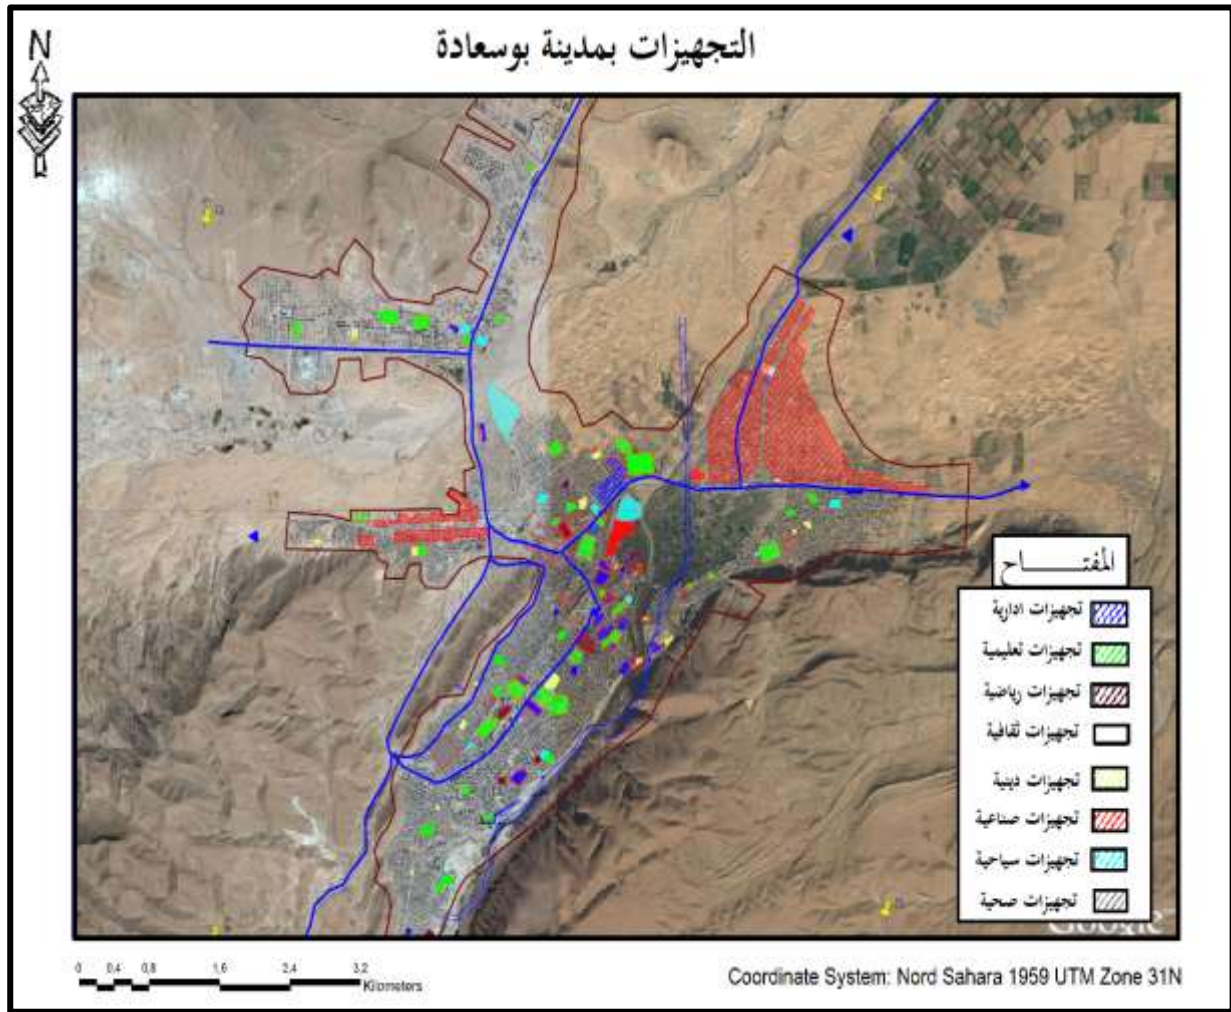 التجهيزات بمدينة بوسعادة
N
المفتـــــاح
تجهيزات ادارية
تجهيزات تعليمية
تجهيزات رياضية
تجهيزات ثقافية
تجهيزات دينية
تجهيزات صناعية
تجهيزات سياحية
تجهيزات صحية
Google
0 0,4 0,8 1,6 2,4 3,2
Kilometers
Coordinate System: Nord Sahara 1959 UTM Zone 31N